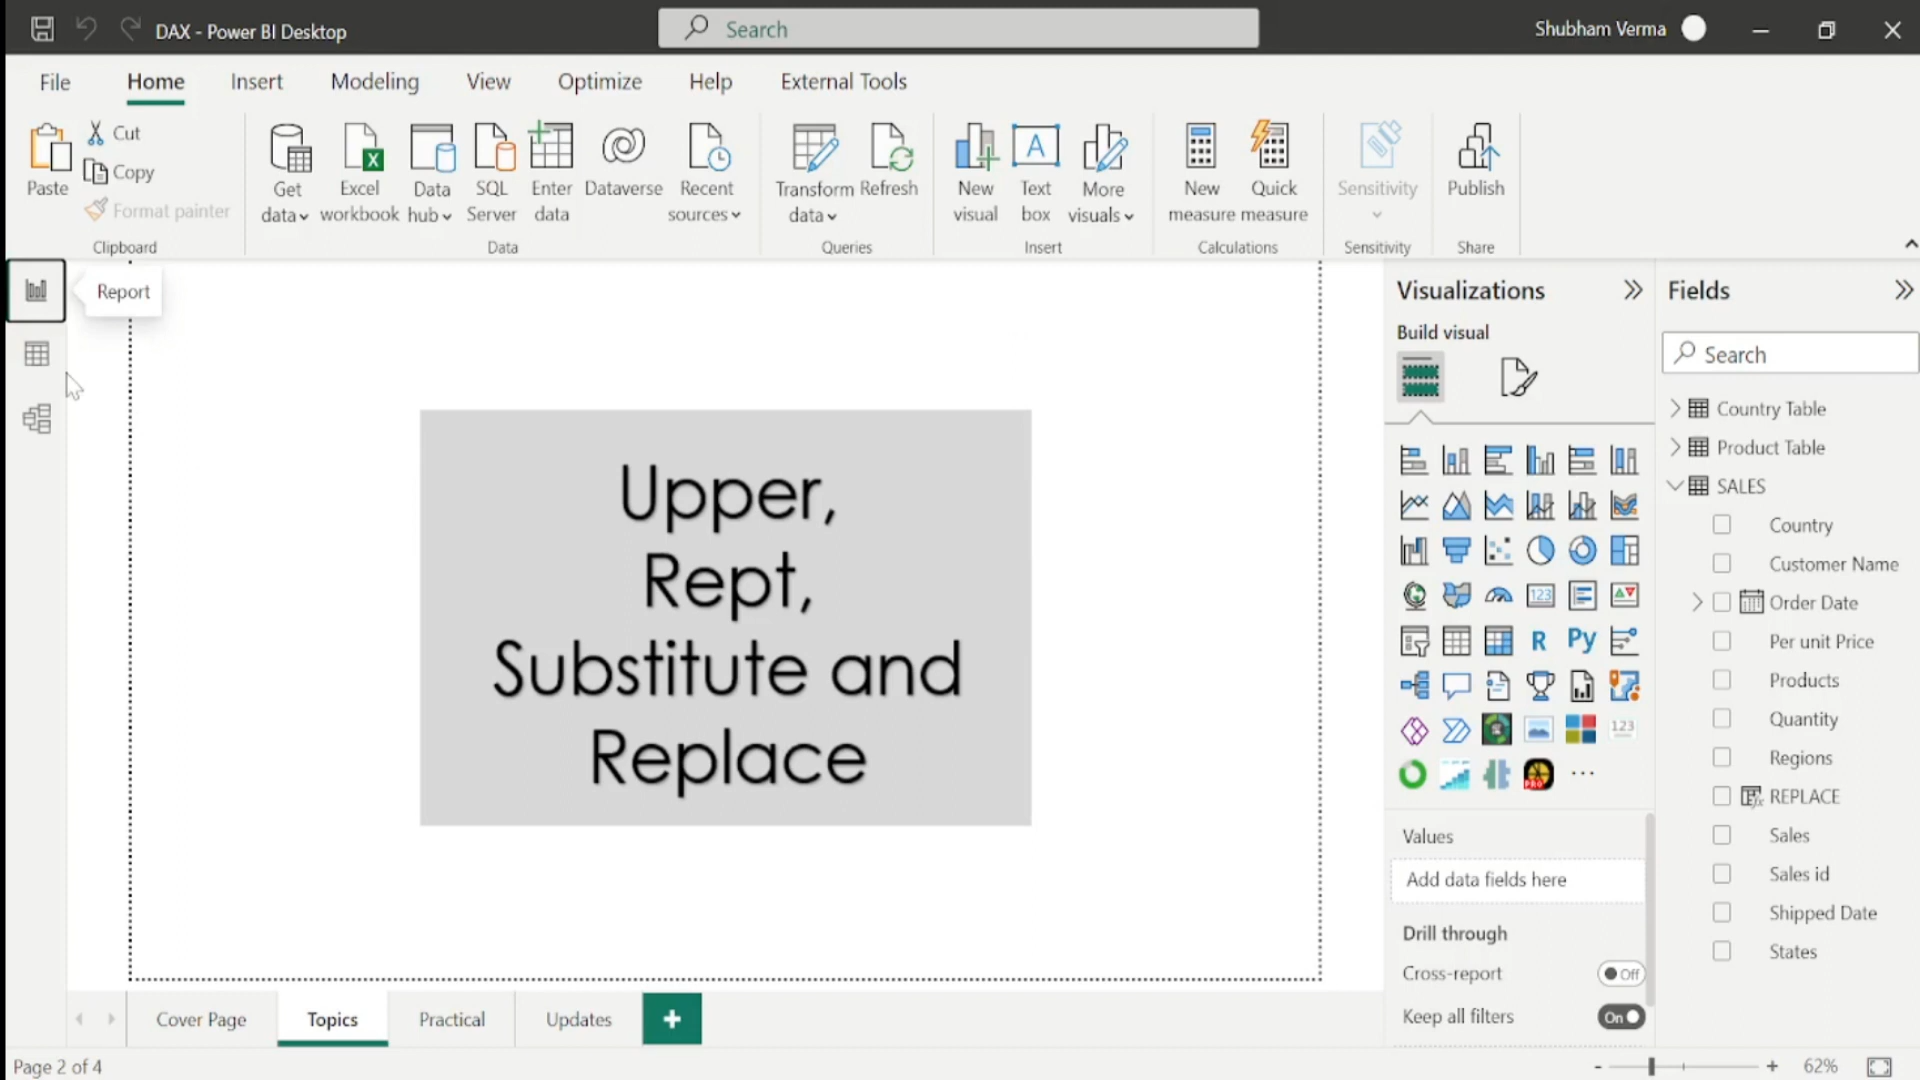 DAX - Power BI Desktop
Search
Shubham Verma
File
Home
Insert
Modeling
View
Optimize
Help
External Tools
Paste
Cut
Copy
Format painter
Clipboard
Get data
Excel workbook
Data hub
SQL Server
Enter data
Dataverse
Recent sources
Data
Transform data
Refresh
Queries
New visual
Text box
More visuals
Insert
New measure
Quick measure
Calculations
Sensitivity
Sensitivity
Publish
Share
Report
Upper,
Rept,
Substitute and
Replace
Visualizations
Build visual
123
R
Py
123
PRO
Values
Add data fields here
Drill through
Cross-report
Off
Keep all filters
On
Fields
Search
Country Table
Product Table
SALES
Country
Customer Name
Order Date
Per unit Price
Products
Quantity
Regions
REPLACE
Sales
Sales id
Shipped Date
States
Cover Page
Topics
Practical
Updates
Page 2 of 4
62%